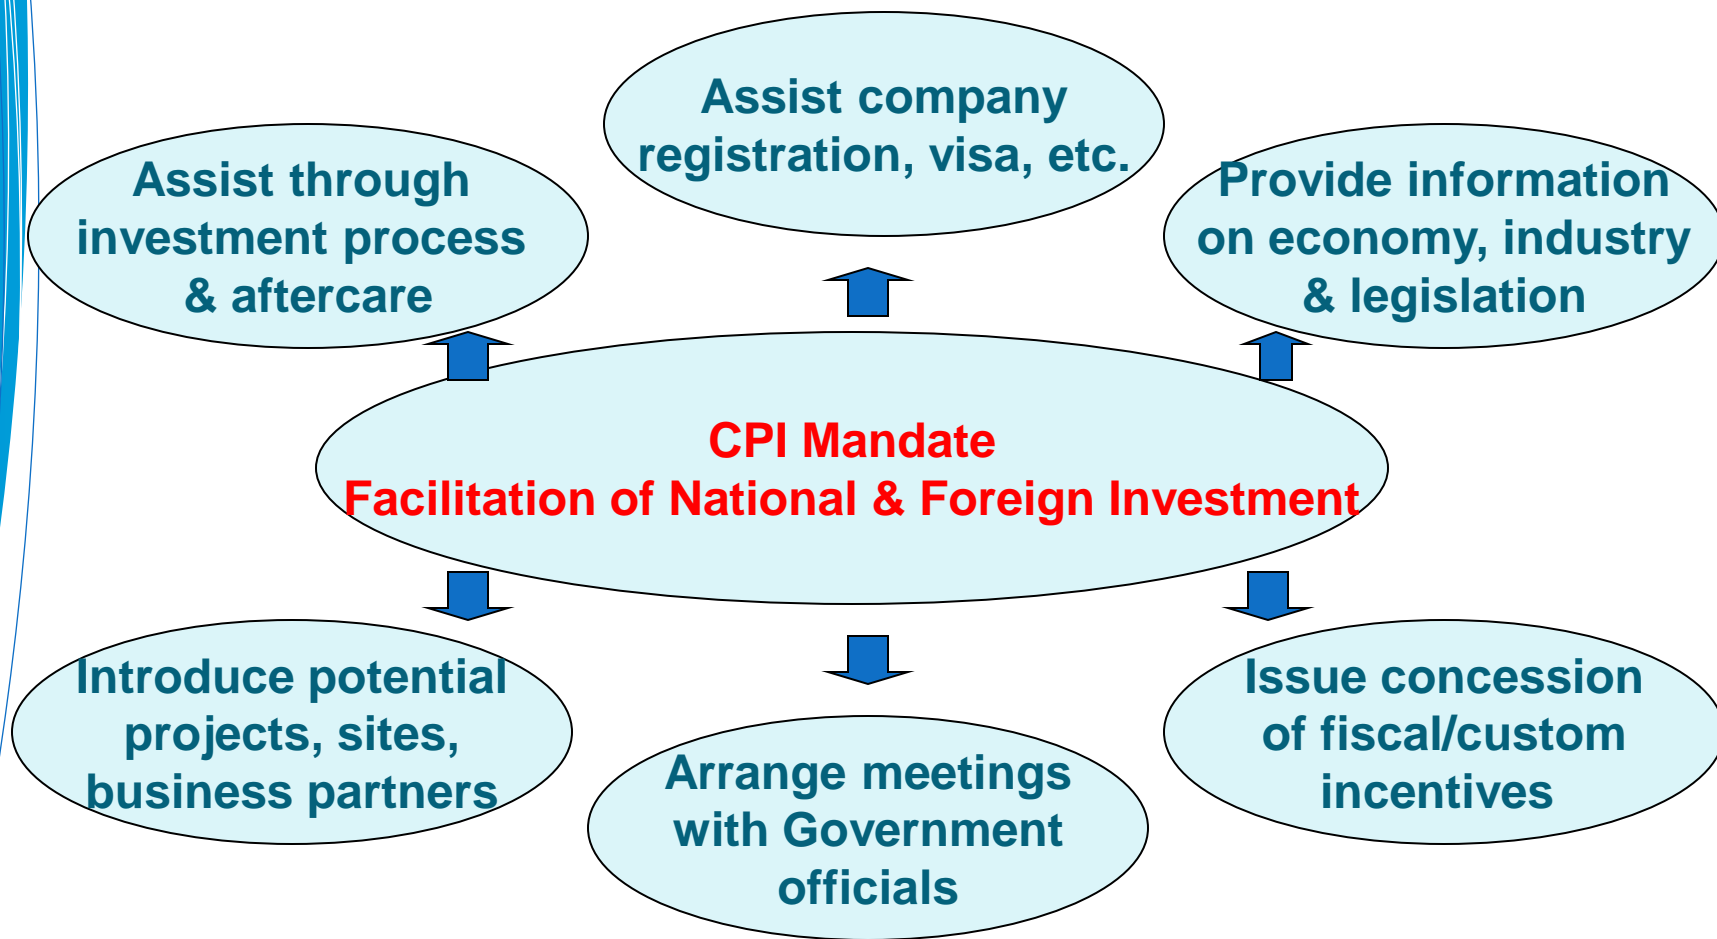 Assist company
registration, visa, etc.
Assist through
investment process
& aftercare
Provide information
on economy, industry
& legislation
CPI Mandate
Facilitation of National & Foreign Investment
Introduce potential
projects, sites,
business partners
Arrange meetings
with Government
officials
Issue concession
of fiscal/custom
incentives